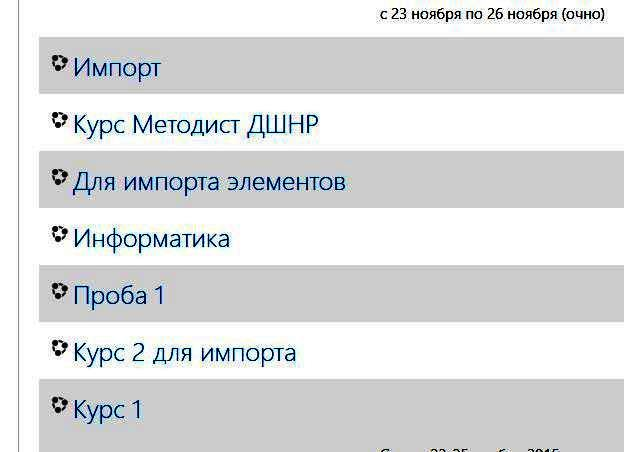 с 23 ноября по 26 ноября (очно)
Импорт
Курс Методист ДШНР
Для импорта элементов
Информатика
Проба 1
Курс 2 для импорта
Курс 1